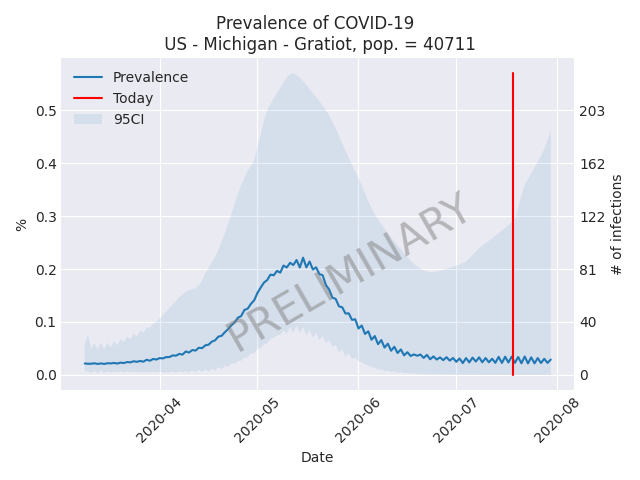 Prevalence of COVID-19
US - Michigan - Gratiot, pop. = 40711
Prevalence
Today
95CI
0.5
0.4
0.3
0.2
0.1
0.0
%
203
162
122
81
40
0
# of infections
PRELIMINARY
2020-04
2020-05
2020-06
2020-07
2020-08
Date